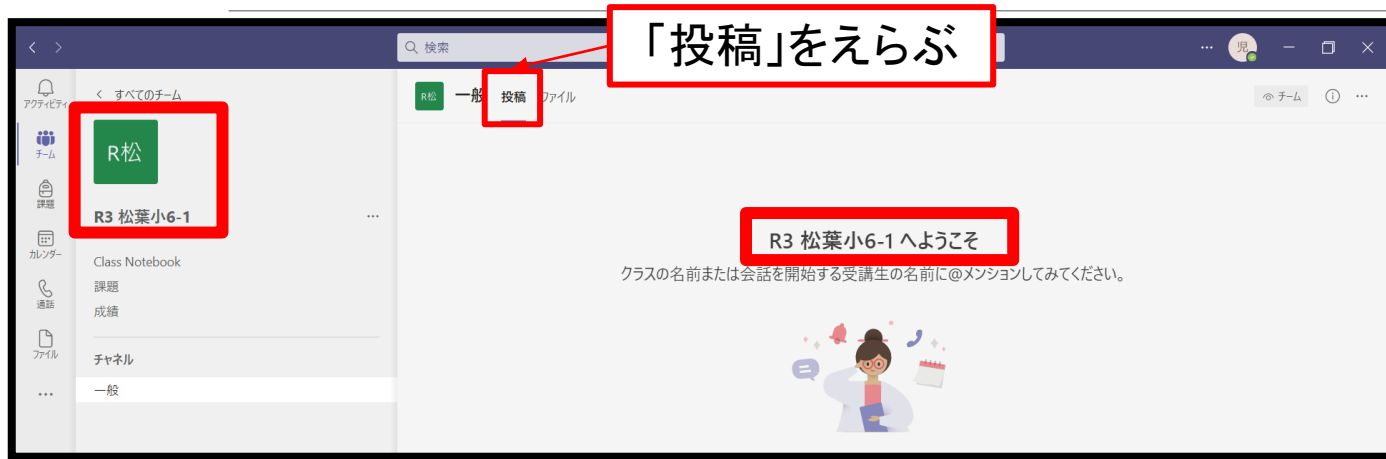 「投稿」をえらぶ
検索
児
アクティビティ
チーム
課題
カレンダー
通話
ファイル
すべてのチーム
R松
R3 松葉小6-1
Class Notebook
課題
成績
チャネル
一般
R松 一般 投稿 ファイル
チーム
R3 松葉小6-1 へようこそ
クラスの名前または会話を開始する受講生の名前に@メンションしてみてください。